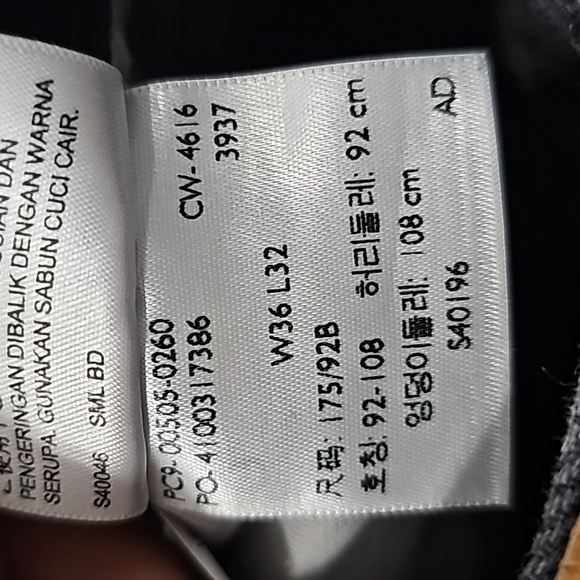 PENGERINGAN DIBALIK DENGAN WARNA
SERUPA. GUNAKAN SABUN CUCI CAIR.
S40046 SML BD
PC9-00505-0260 CW-4616
PO-4100317386 3937
W36 L32
尺码: 175/92B
호칭: 92-108 허리둘레: 92 cm
엉덩이둘레: 108 cm
S40196 AD